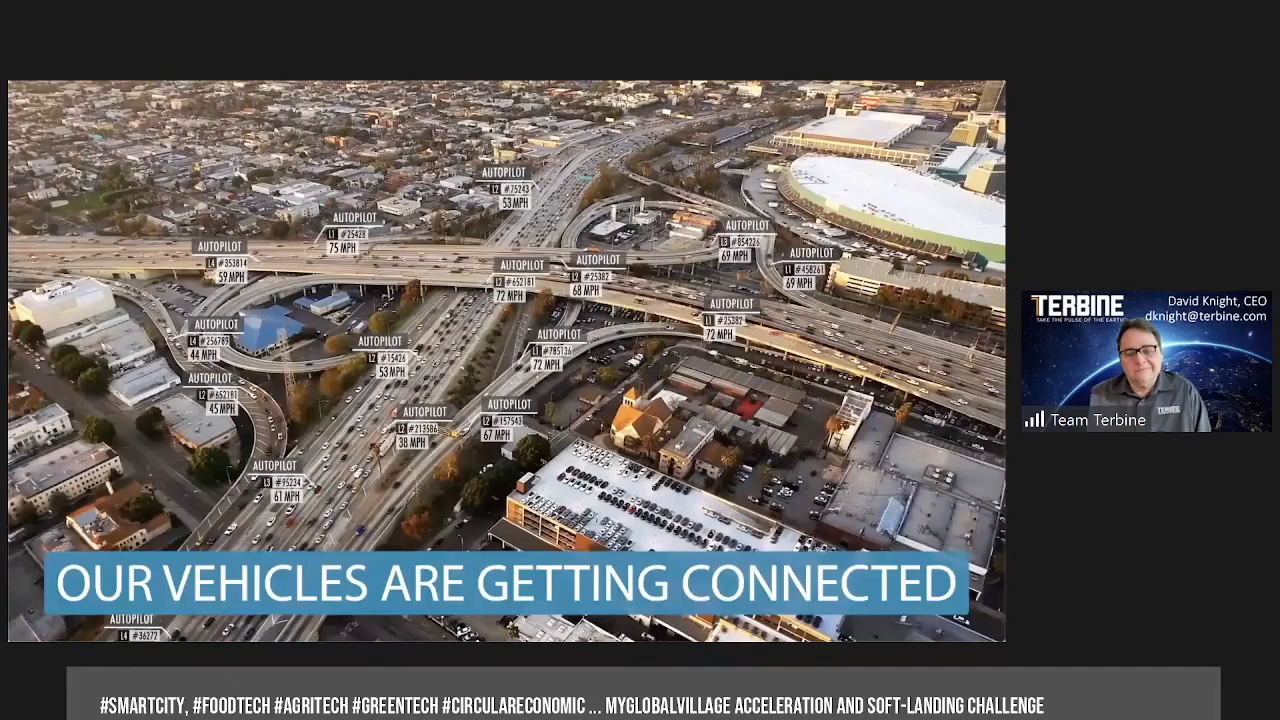 AUTOPILOT
L2 #75243
53 MPH
AUTOPILOT
L1 #25428
75 MPH
AUTOPILOT
L3 #854226
69 MPH
AUTOPILOT
L4 #353814
59 MPH
AUTOPILOT
#652181
72 MPH
AUTOPILOT
#25382
68 MPH
AUTOPILOT
L1 #458261
69 MPH
AUTOPILOT
L1 #25382
72 MPH
AUTOPILOT
L4 #256789
44 MPH
AUTOPILOT
L2 #15426
53 MPH
AUTOPILOT
L1 #785136
72 MPH
AUTOPILOT
L2 #652181
45 MPH
AUTOPILOT
L2 #213586
38 MPH
AUTOPILOT
L2 #157543
67 MPH
AUTOPILOT
L3 #95234
61 MPH
OUR VEHICLES ARE GETTING CONNECTED
AUTOPILOT
L4 #36272
TERBINE
TAKE THE PULSE OF THE EARTH
David Knight, CEO
dknight@terbine.com
TERBINE
Team Terbine
#SMARTCITY, #FOODTECH #AGRITECH #GREENTECH #CIRCULARECONOMIC ... MYGLOBALVILLAGE ACCELERATION AND SOFT-LANDING CHALLENGE